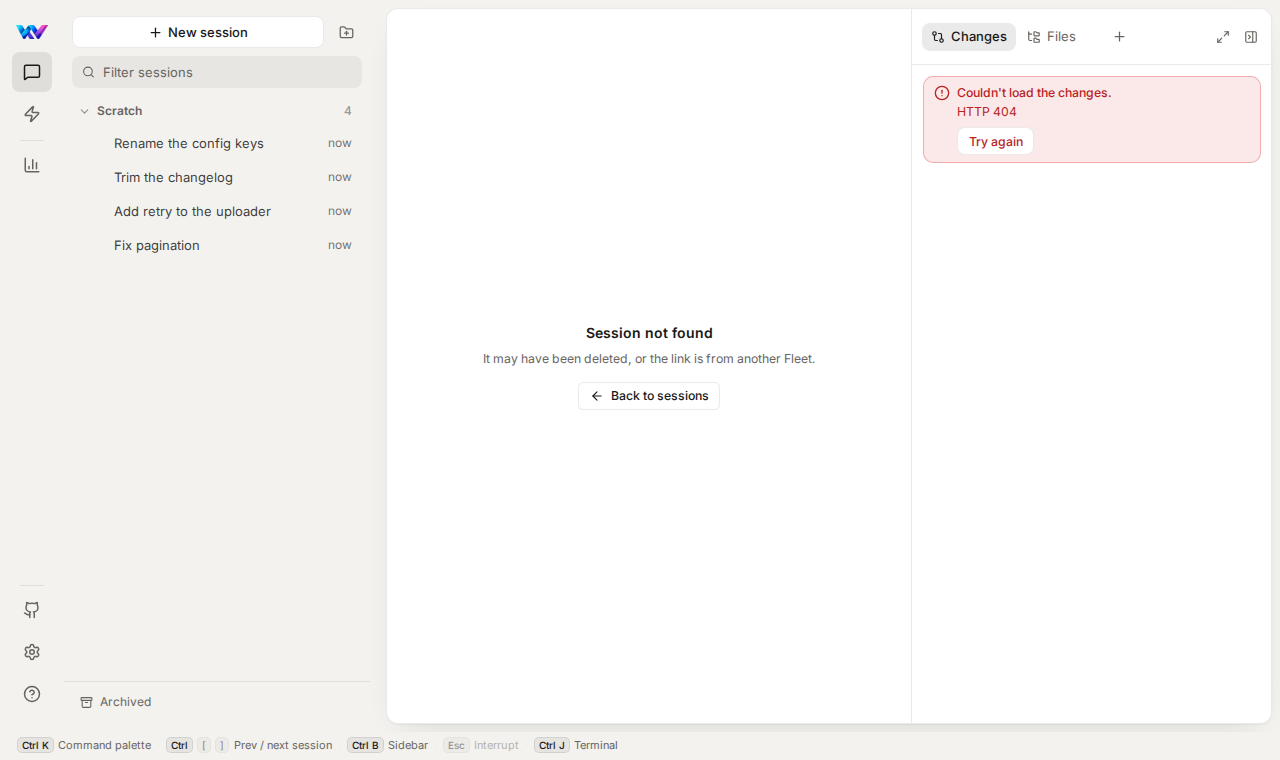 New session
Filter sessions
Scratch 4
Rename the config keys now
Trim the changelog now
Add retry to the uploader now
Fix pagination now
Archived
Session not found
It may have been deleted, or the link is from another Fleet.
Back to sessions
Changes Files
Couldn't load the changes.
HTTP 404
Try again
Ctrl K Command palette Ctrl [ ] Prev / next session Ctrl B Sidebar Esc Interrupt Ctrl J Terminal